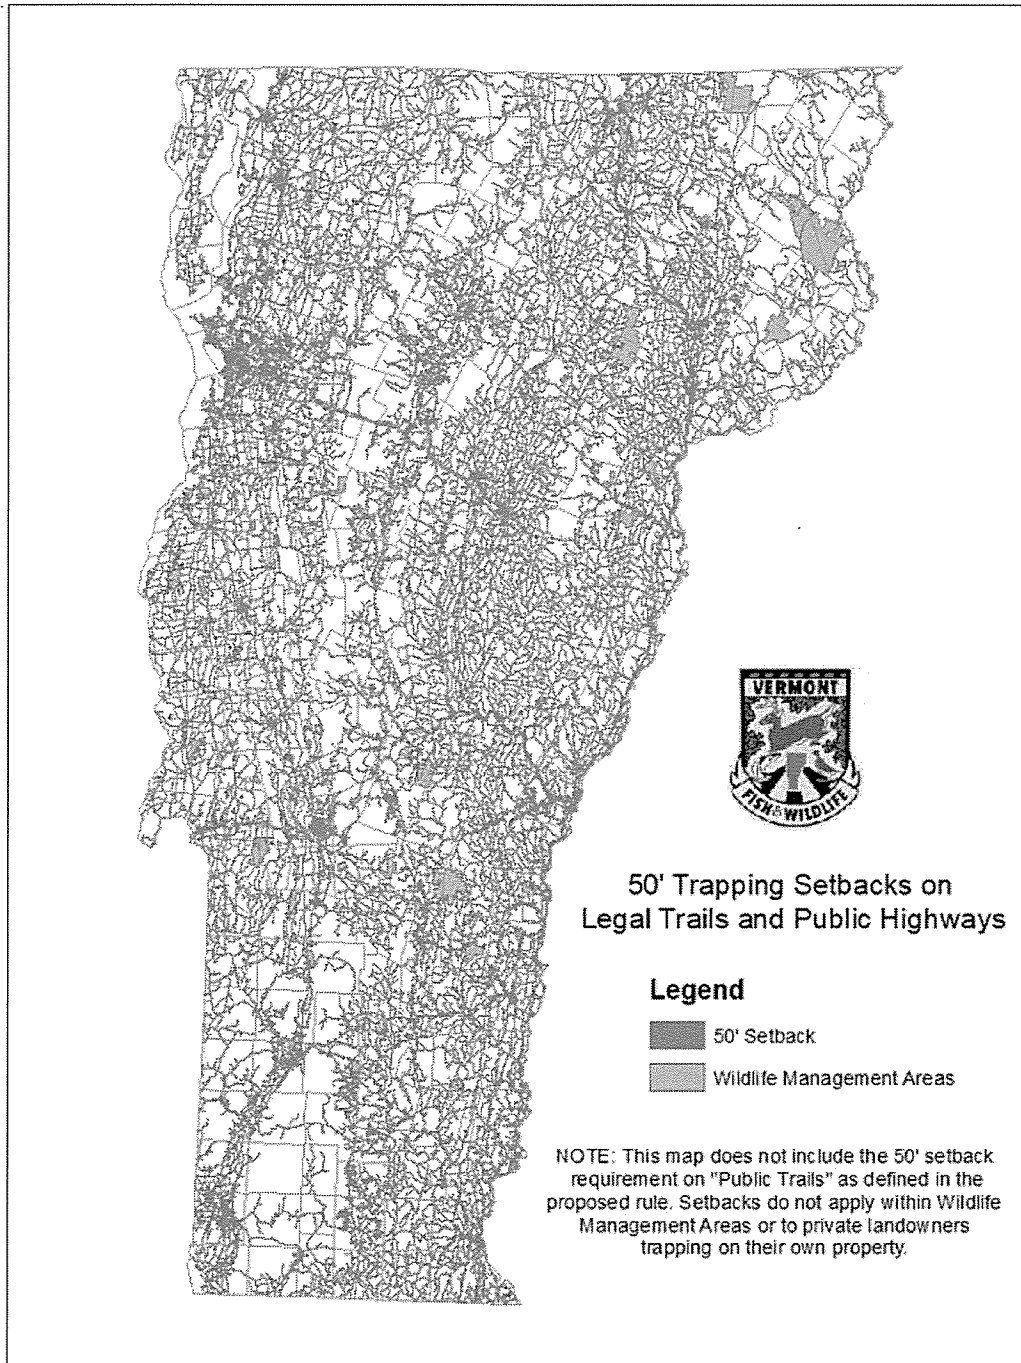 VERMONT
FISH & WILDLIFE
50' Trapping Setbacks on
Legal Trails and Public Highways
Legend
50' Setback
Wildlife Management Areas
NOTE: This map does not include the 50' setback
requirement on "Public Trails" as defined in the
proposed rule. Setbacks do not apply within Wildlife
Management Areas or to private landowners
trapping on their own property.